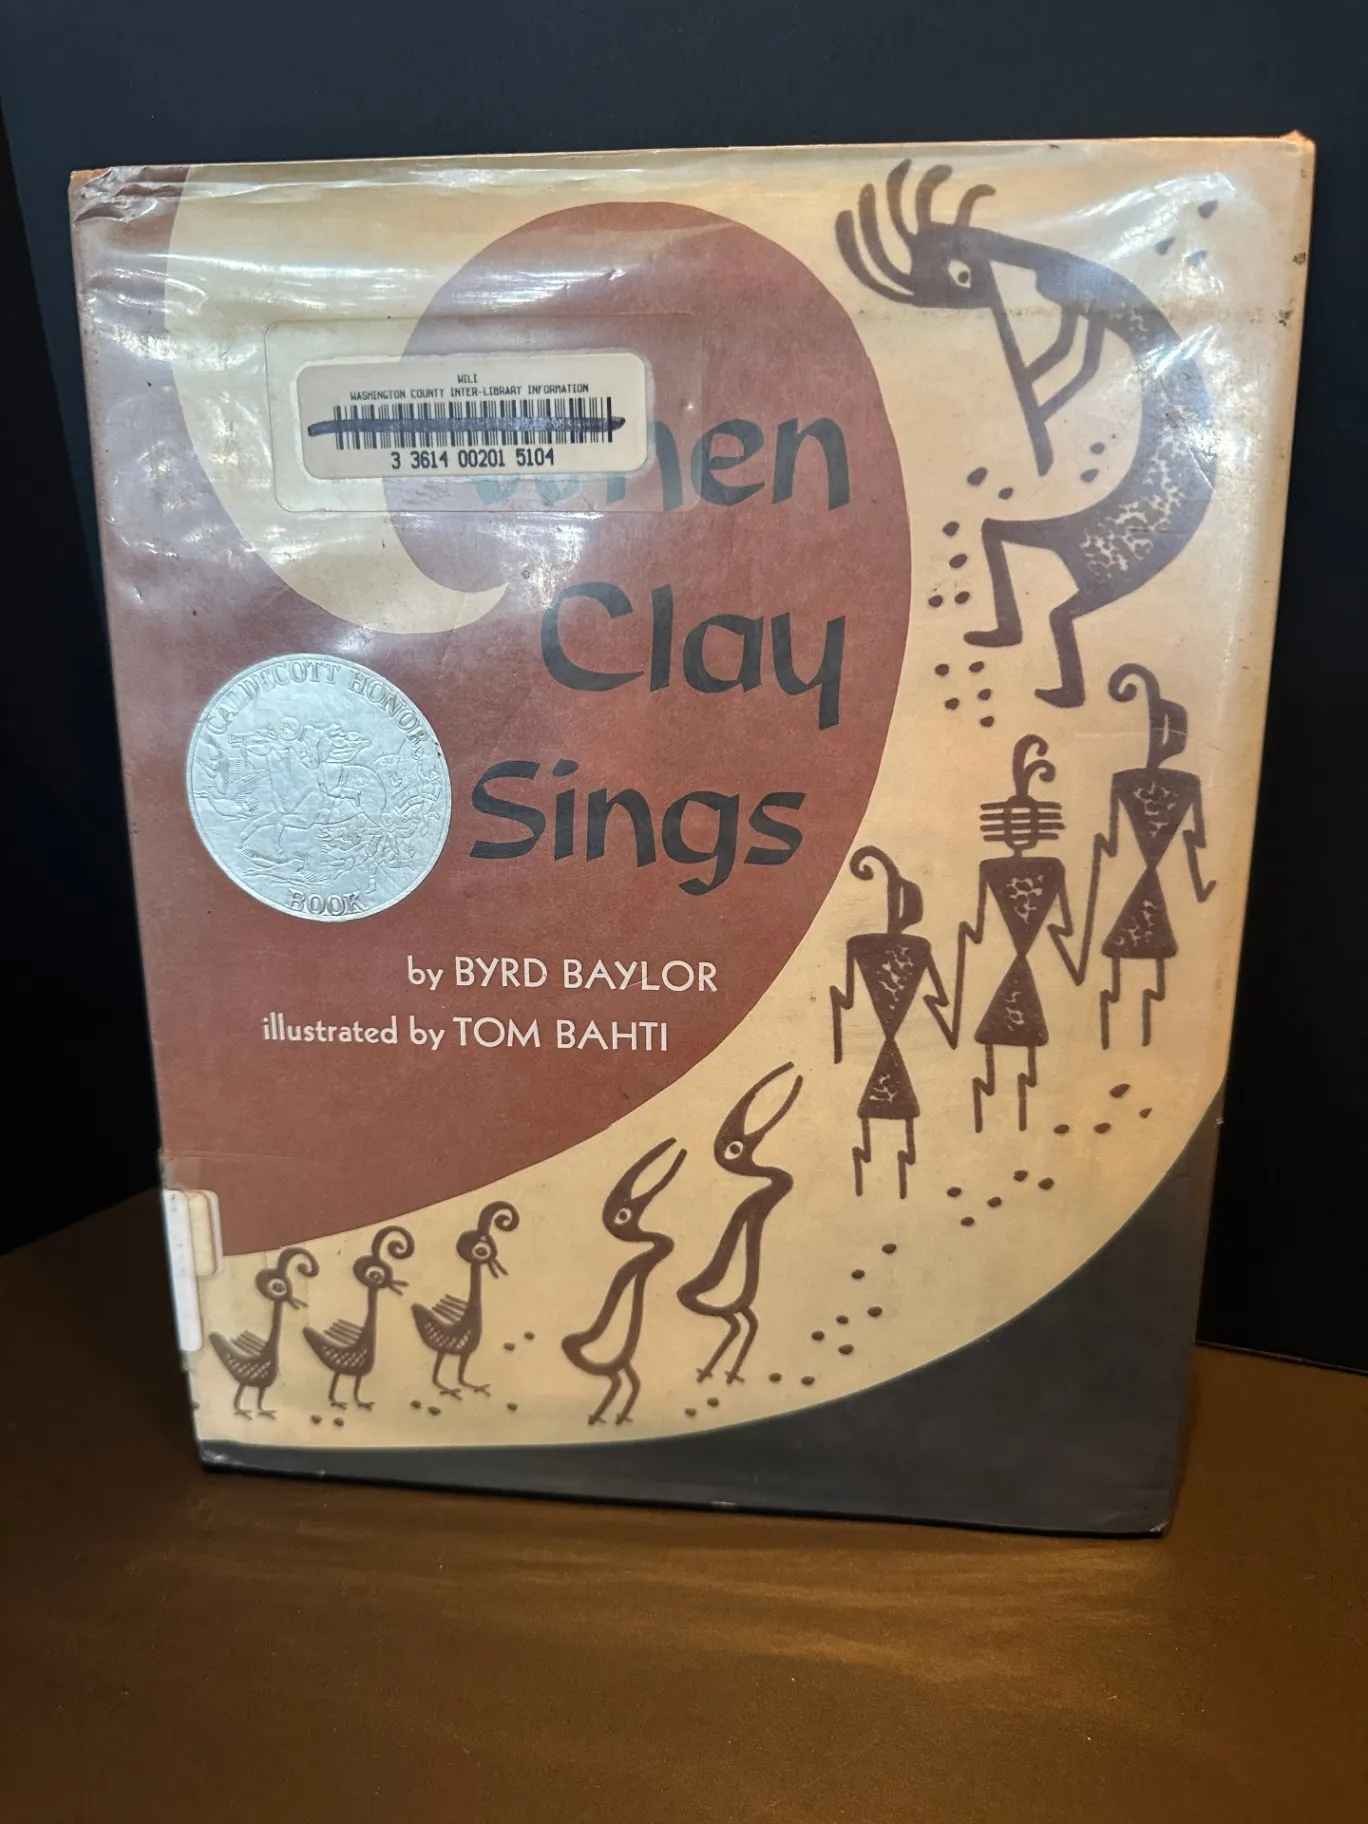 WILI
WASHINGTON COUNTY INTER-LIBRARY INFORMATION
3 3614 00201 5104
When
Clay
Sings
CALDECOTT HONOR
BOOK
by BYRD BAYLOR
illustrated by TOM BAHTI